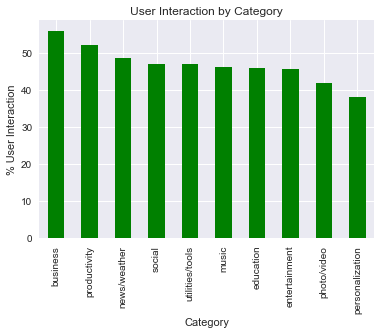 User Interaction by Category
% User Interaction
50
40
30
20
10
0
business
productivity
news/weather
social
utilities/tools
music
education
entertainment
photo/video
personalization
Category